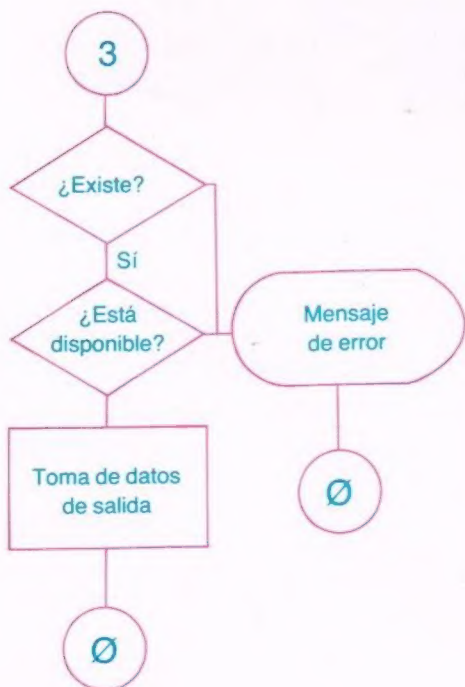 3
¿Existe?
Sí
¿Está
disponible?
Mensaje
de error
Toma de datos
de salida
Ø
Ø